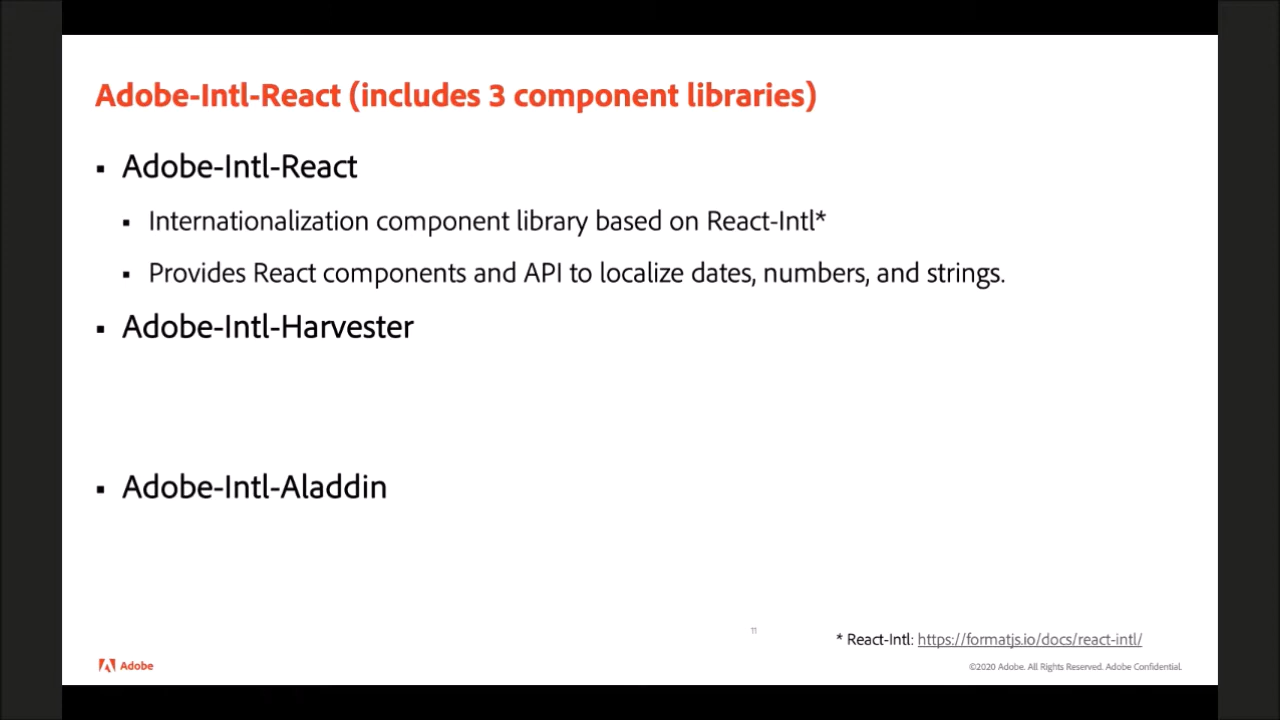 Adobe-Intl-React (includes 3 component libraries)
▪ Adobe-Intl-React
▪ Internationalization component library based on React-Intl*
▪ Provides React components and API to localize dates, numbers, and strings.
▪ Adobe-Intl-Harvester
▪ Adobe-Intl-Aladdin
11
* React-Intl: https://formatjs.io/docs/react-intl/
Adobe
©2020 Adobe. All Rights Reserved. Adobe Confidential.